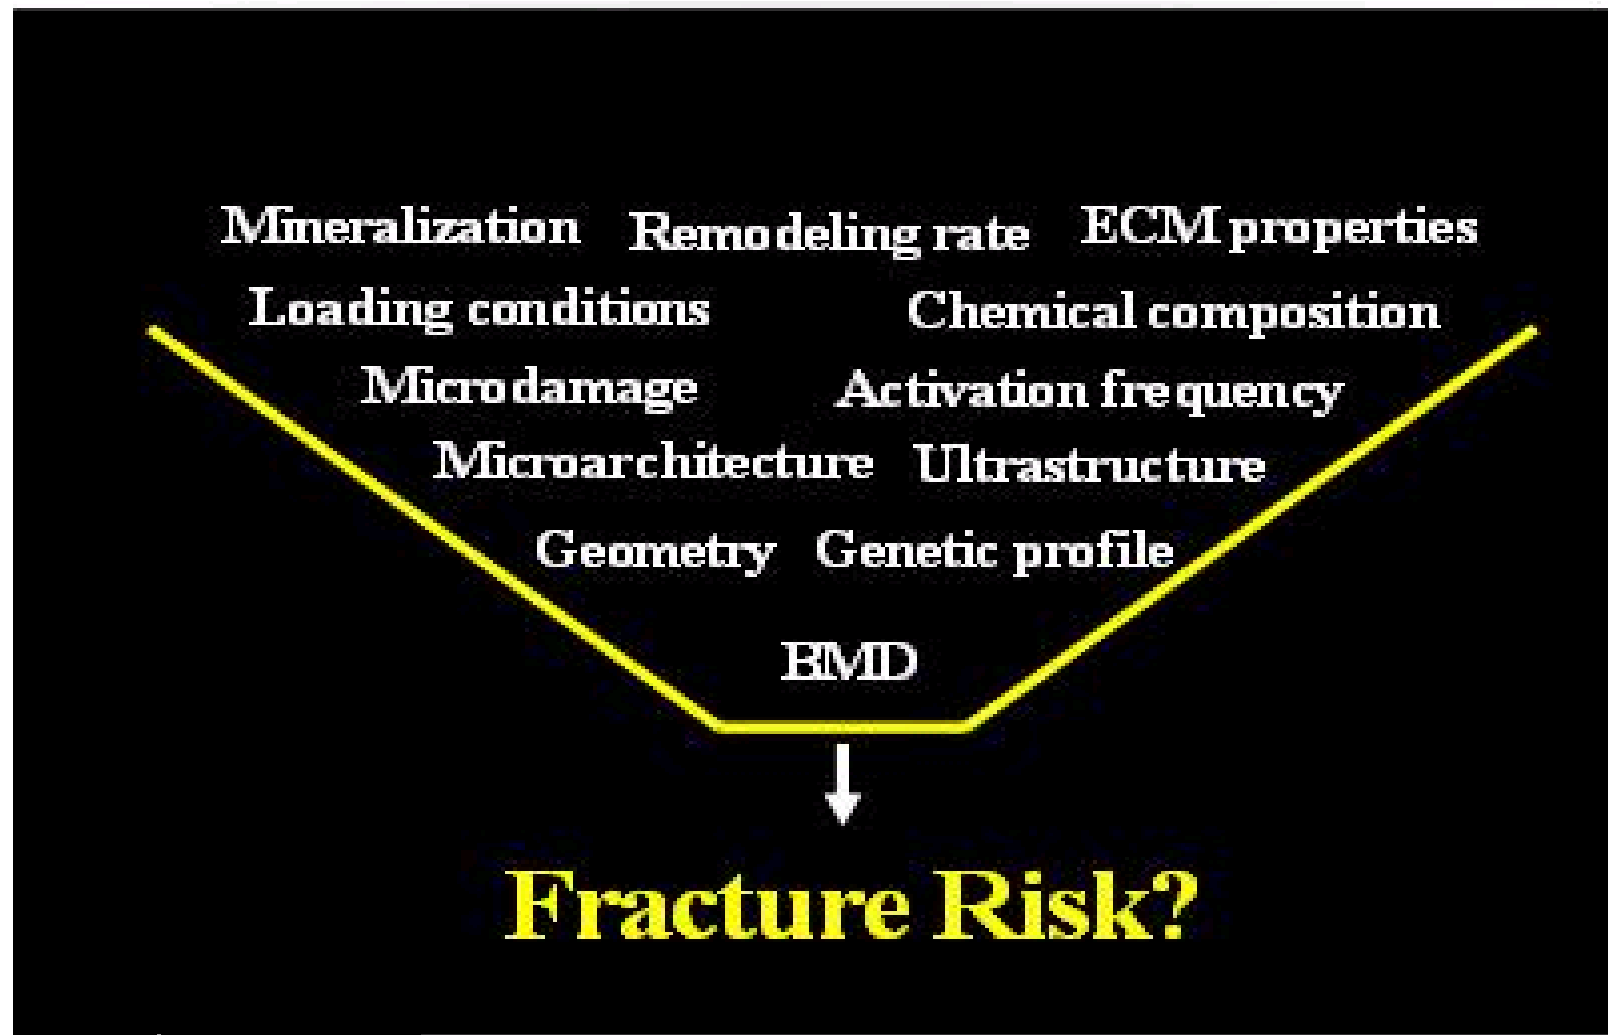 Mineralization Remodeling rate ECM properties
Loading conditions Chemical composition
Microdamage Activation frequency
Microarchitecture Ultrastructure
Geometry Genetic profile
BMD
Fracture Risk?